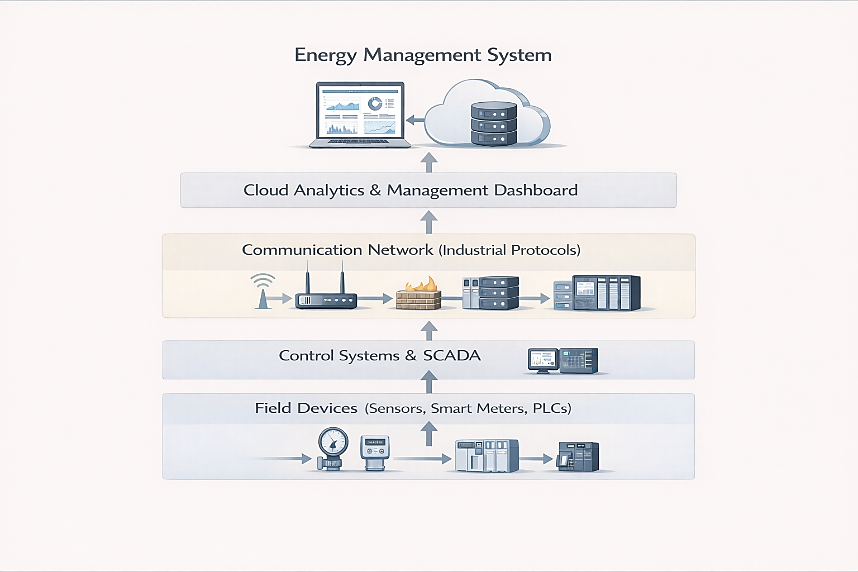 Energy Management System
Cloud Analytics & Management Dashboard
Communication Network (Industrial Protocols)
Control Systems & SCADA
Field Devices (Sensors, Smart Meters, PLCs)